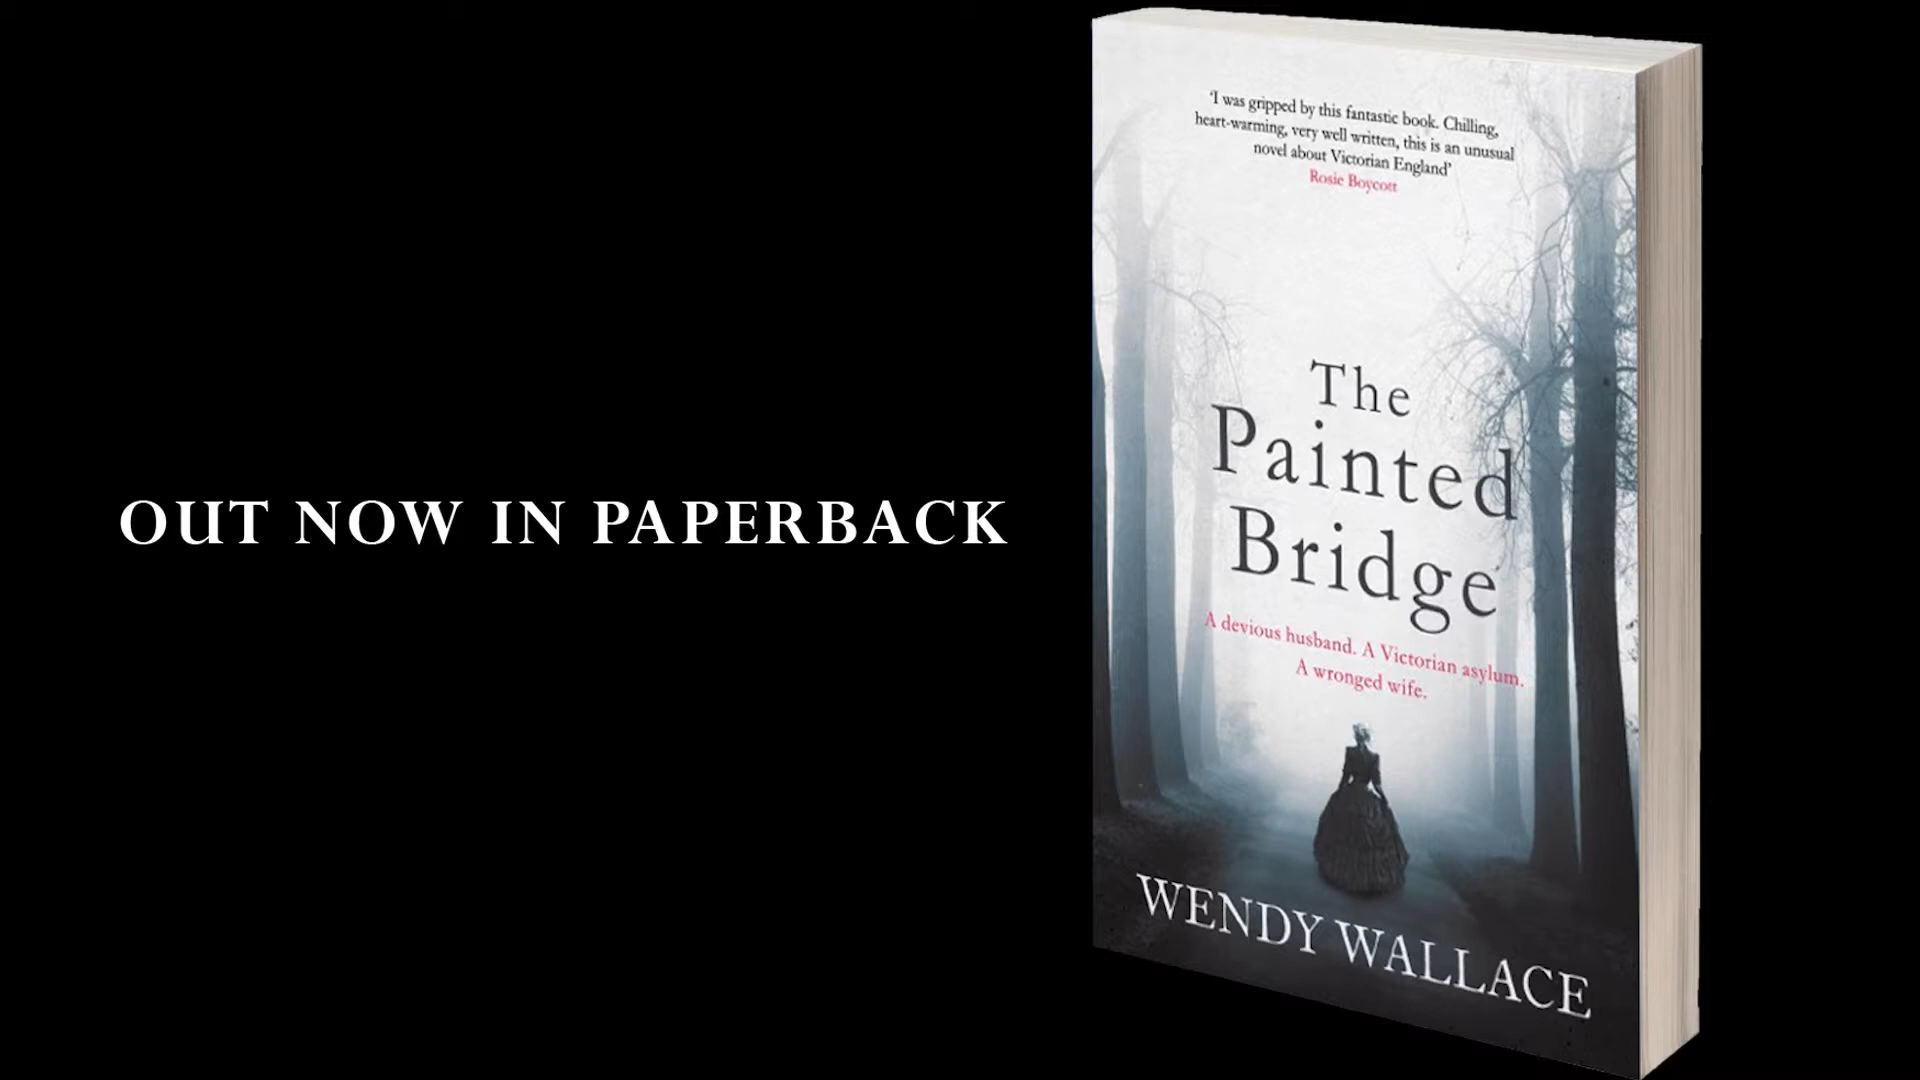 OUT NOW IN PAPERBACK
‘I was gripped by this fantastic book. Chilling,
heart-warming, very well written, this is an unusual
novel about Victorian England’
Rosie Boycott
The
Painted
Bridge
A devious husband. A Victorian asylum.
A wronged wife.
WENDY WALLACE